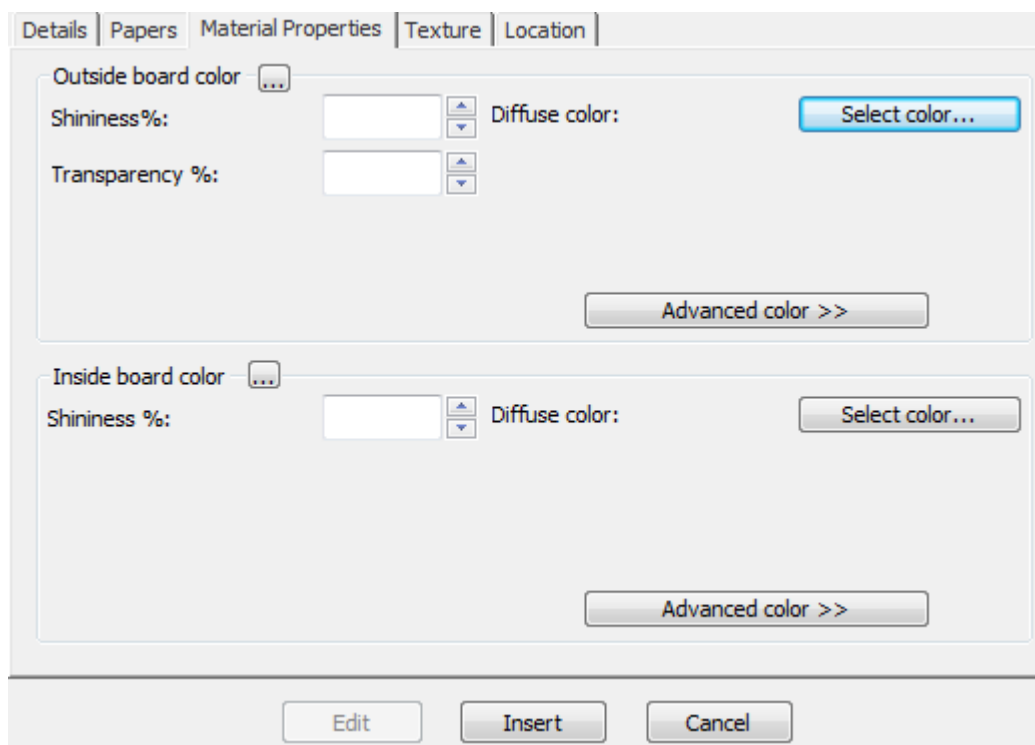 Details Papers Material Properties Texture Location
Outside board color ...
Shininess%: Diffuse color: Select color...
Transparency %:
Advanced color >>
Inside board color ...
Shininess %: Diffuse color: Select color...
Advanced color >>
Edit Insert Cancel